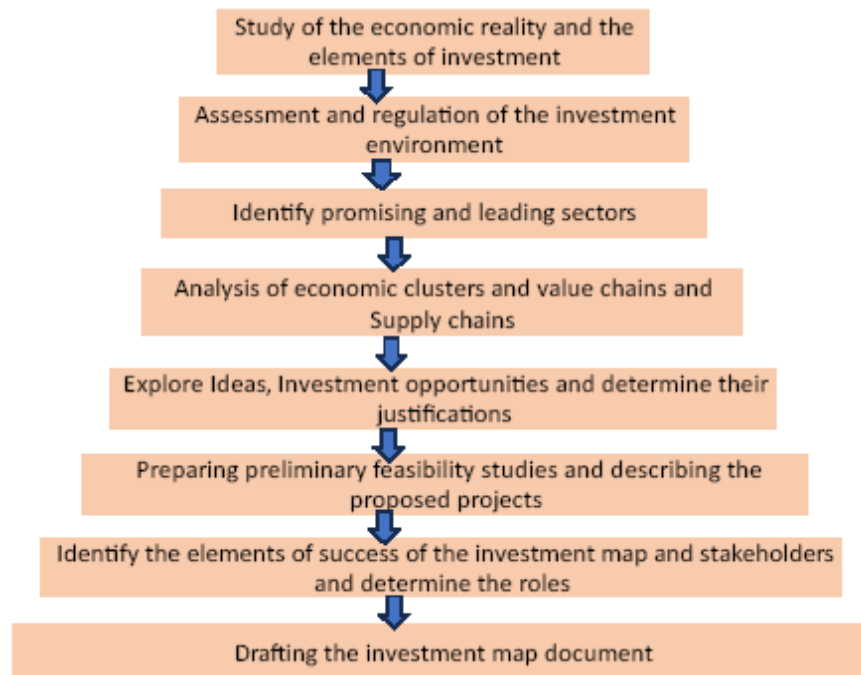 Study of the economic reality and the
elements of investment
Assessment and regulation of the investment
environment
Identify promising and leading sectors
Analysis of economic clusters and value chains and
Supply chains
Explore Ideas, Investment opportunities and determine their
justifications
Preparing preliminary feasibility studies and describing the
proposed projects
Identify the elements of success of the investment map and stakeholders
and determine the roles
Drafting the investment map document